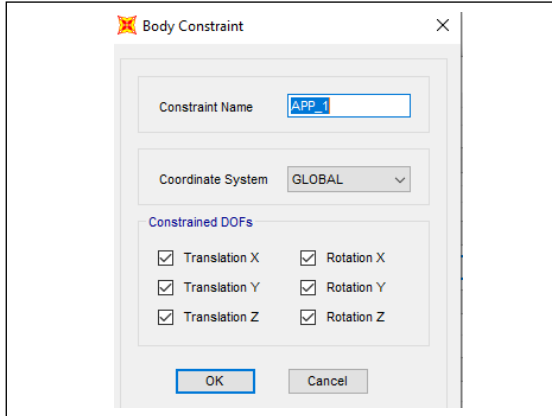 Body Constraint
Constraint Name APP_1
Coordinate System GLOBAL
Constrained DOFs
Translation X Rotation X
Translation Y Rotation Y
Translation Z Rotation Z
OK Cancel